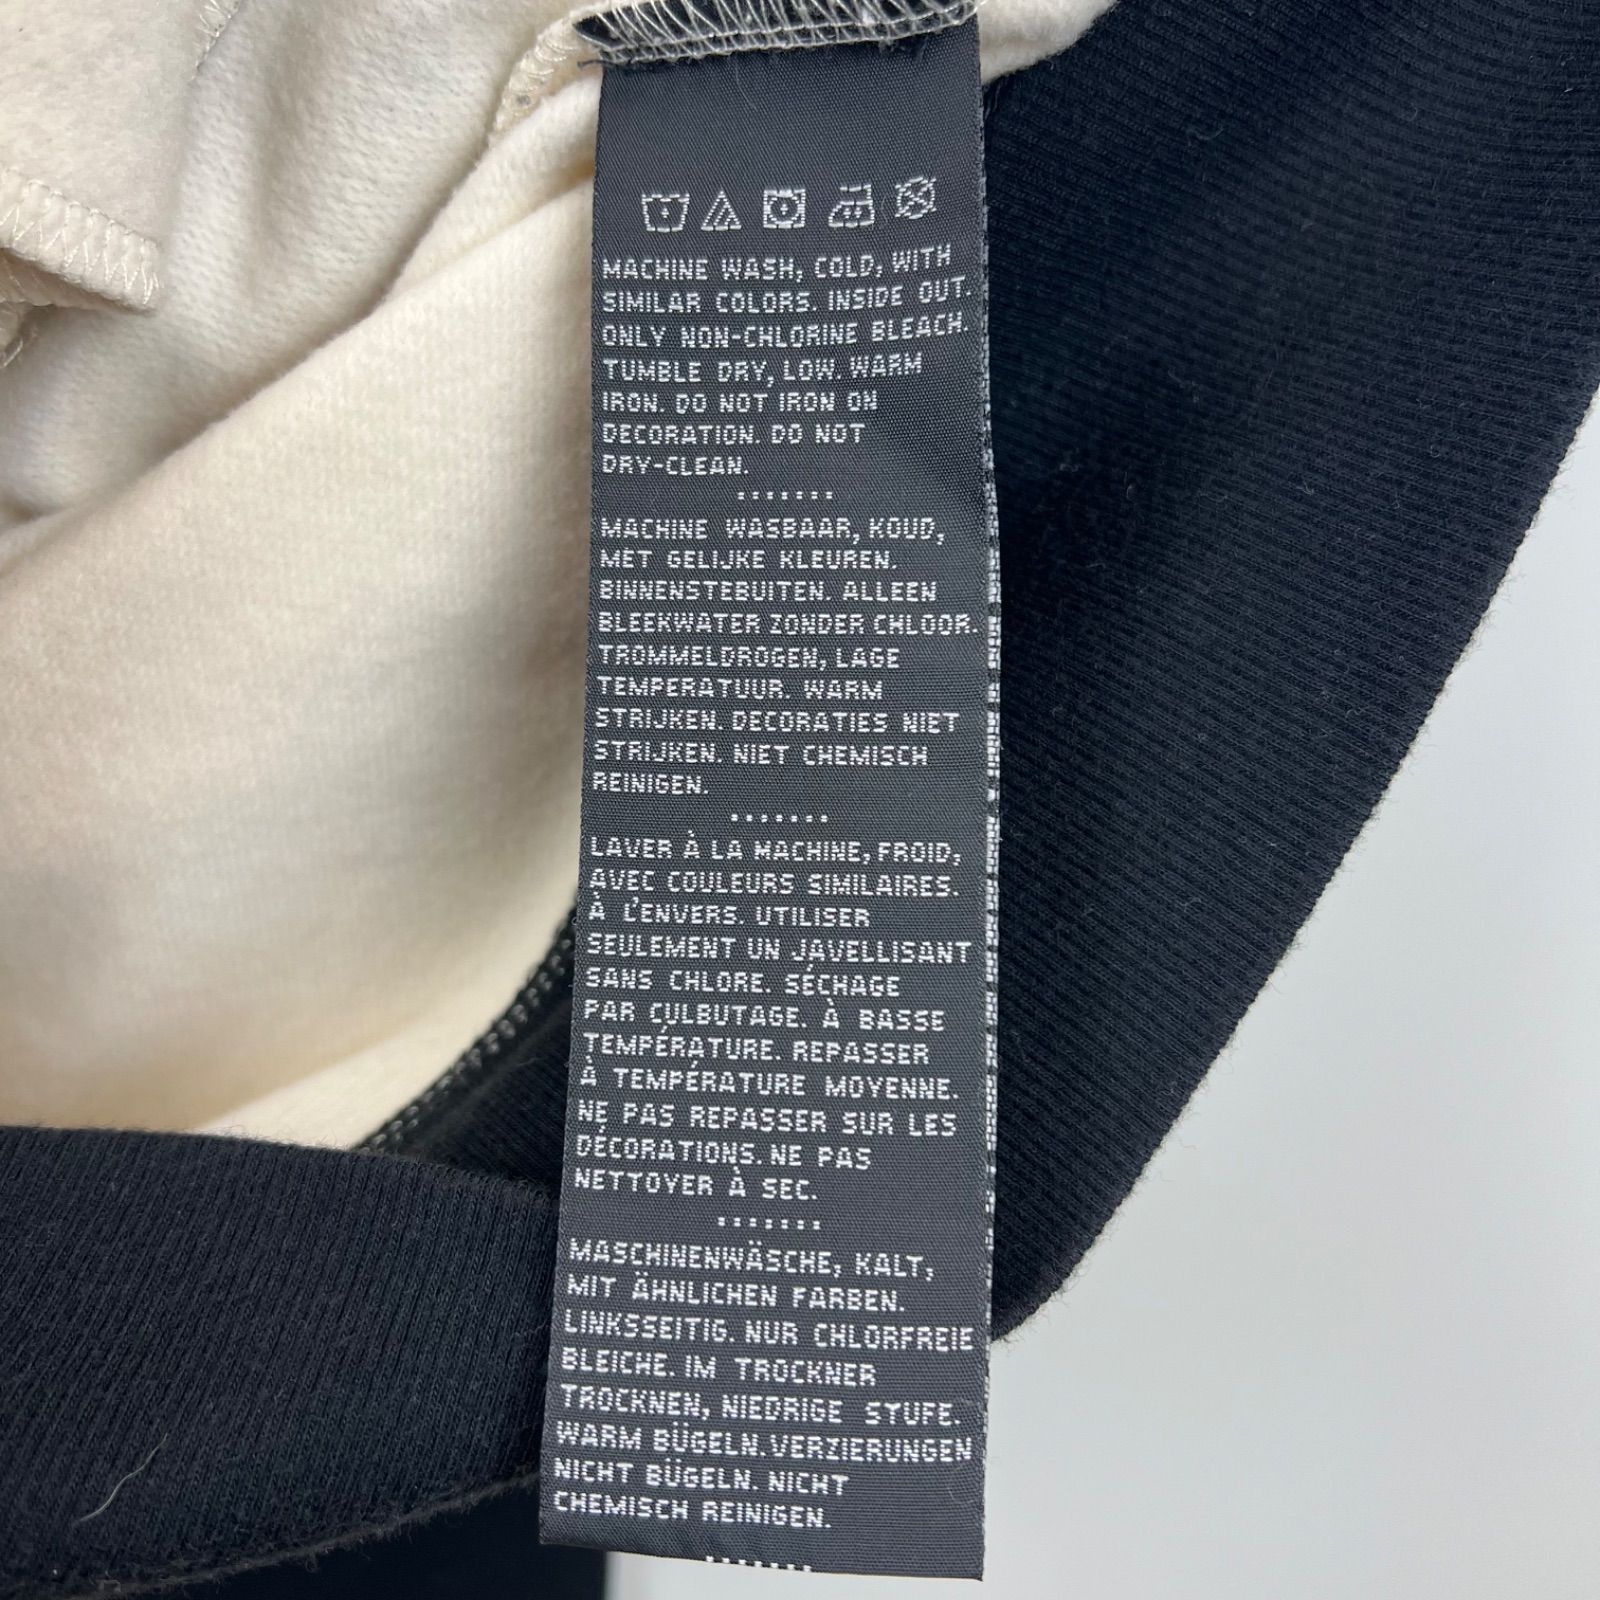 MACHINE WASH, COLD, WITH
SIMILAR COLORS. INSIDE OUT.
ONLY NON-CHLORINE BLEACH.
TUMBLE DRY, LOW. WARM
IRON. DO NOT IRON ON
DECORATION. DO NOT
DRY-CLEAN.
MACHINE WASBAAR, KOUD,
MET GELIJKE KLEUREN.
BINNENSTEBUITEN. ALLEEN
BLEEKWATER ZONDER CHLOOR.
TROMMELDROGEN, LAGE
TEMPERATUUR. WARM
STRIJKEN. DECORATIES NIET
STRIJKEN. NIET CHEMISCH
REINIGEN.
LAVER À LA MACHINE, FROID,
AVEC COULEURS SIMILAIRES.
À L'ENVERS. UTILISER
SEULEMENT UN JAVELLISANT
SANS CHLORE. SÉCHAGE
PAR CULBUTAGE. À BASSE
TEMPÉRATURE. REPASSER
À TEMPÉRATURE MOYENNE.
NE PAS REPASSER SUR LES
DÉCORATIONS. NE PAS
NETTOYER À SEC.
MASCHINENWÄSCHE, KALT,
MIT ÄHNLICHEN FARBEN.
LINKSSEITIG. NUR CHLORFREIE
BLEICHE. IM TROCKNER
TROCKNEN, NIEDRIGE STUFE.
WARM BÜGELN. VERZIERUNGEN
NICHT BÜGELN. NICHT
CHEMISCH REINIGEN.